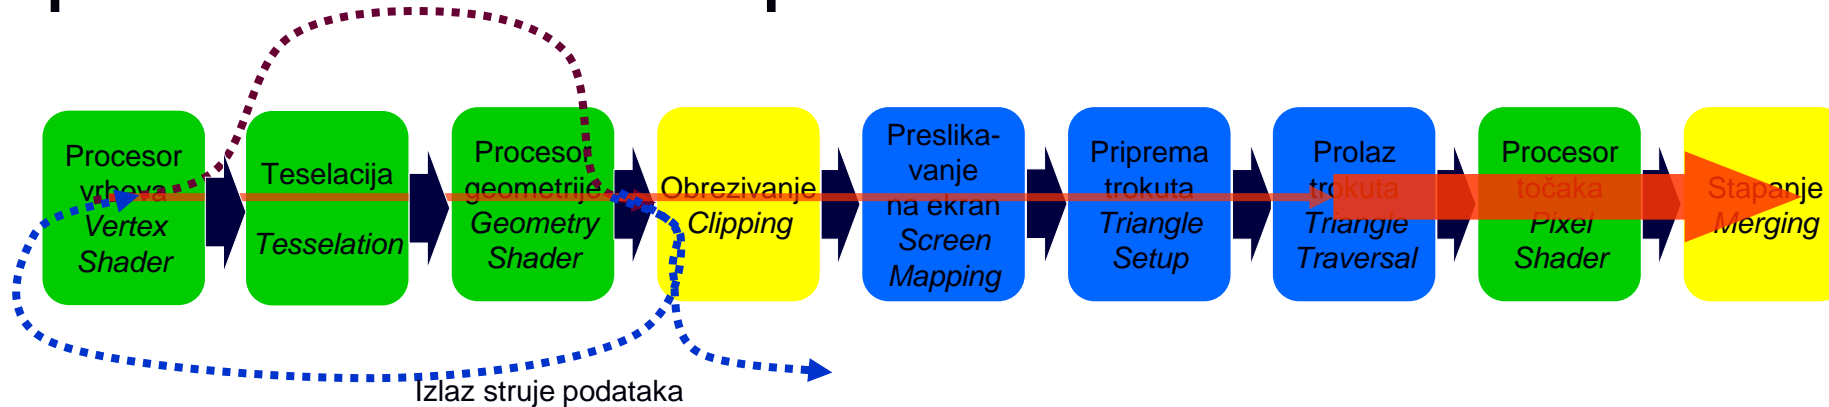 Procesor
vrhova
Vertex
Shader
Teselacija
Tesselation
Procesor
geometrije
Geometry
Shader
Obrezivanje
Clipping
Preslika-
vanje
na ekran
Screen
Mapping
Priprema
trokuta
Triangle
Setup
Prolaz
trokuta
Triangle
Traversal
Procesor
točaka
Pixel
Shader
Stapanje
Merging
Izlaz struje podataka